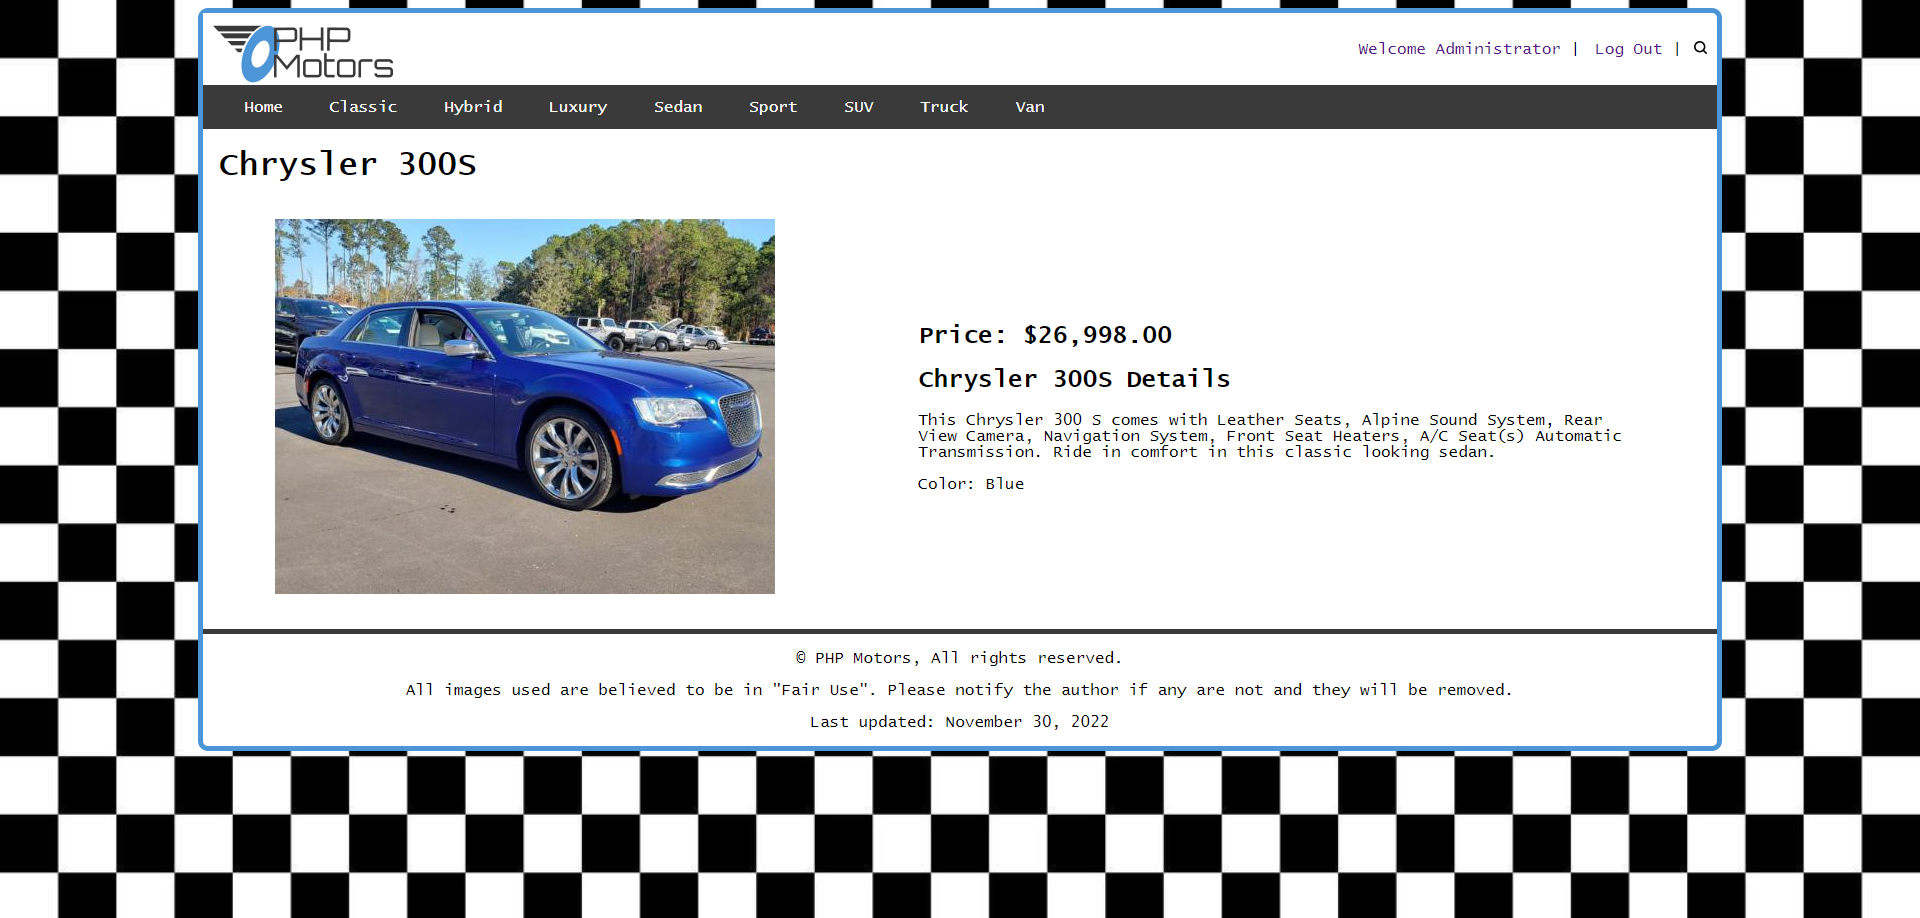 PHP
Motors
Welcome Administrator | Log Out |
Home Classic Hybrid Luxury Sedan Sport SUV Truck Van
Chrysler 300S
Price: $26,998.00
Chrysler 300S Details
This Chrysler 300 S comes with Leather Seats, Alpine Sound System, Rear
View Camera, Navigation System, Front Seat Heaters, A/C Seat(s) Automatic
Transmission. Ride in comfort in this classic looking sedan.
Color: Blue
© PHP Motors, All rights reserved.
All images used are believed to be in "Fair Use". Please notify the author if any are not and they will be removed.
Last updated: November 30, 2022